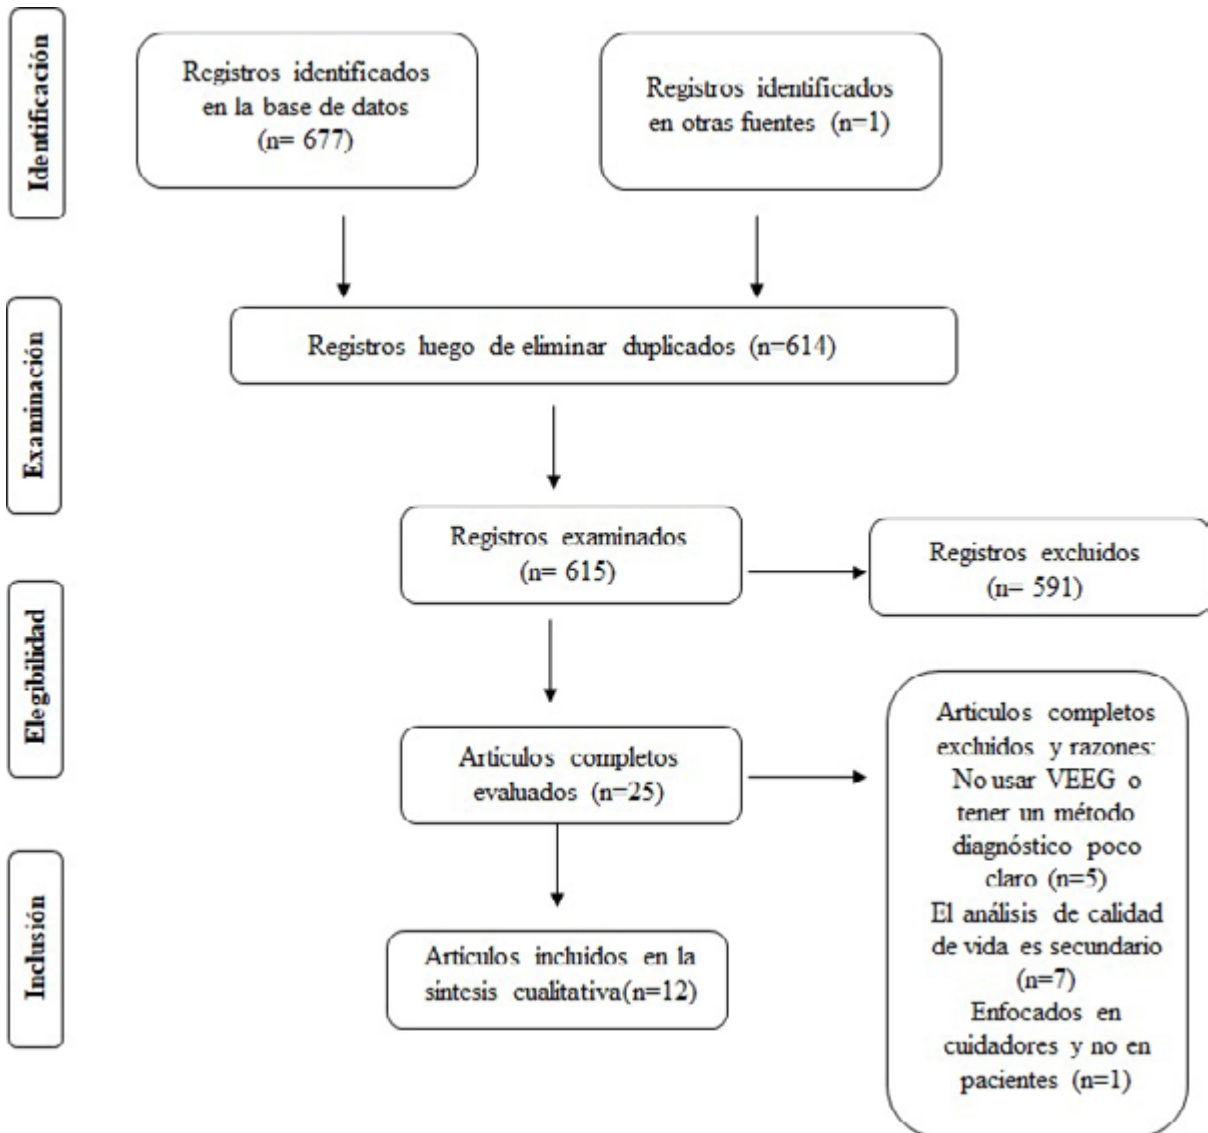 Identificación
Registros identificados
en la base de datos
(n= 677)
Registros identificados
en otras fuentes (n=1)
Examinación
Registros luego de eliminar duplicados (n=614)
Registros examinados
(n= 615)
Registros excluidos
(n= 591)
Elegibilidad
Artículos completos
evaluados (n=25)
Artículos completos
excluidos y razones:
No usar VEEG o
tener un método
diagnóstico poco
claro (n=5)
El análisis de calidad
de vida es secundario
(n=7)
Enfocados en
cuidadores y no en
pacientes (n=1)
Inclusión
Artículos incluidos en la
síntesis cualitativa(n=12)